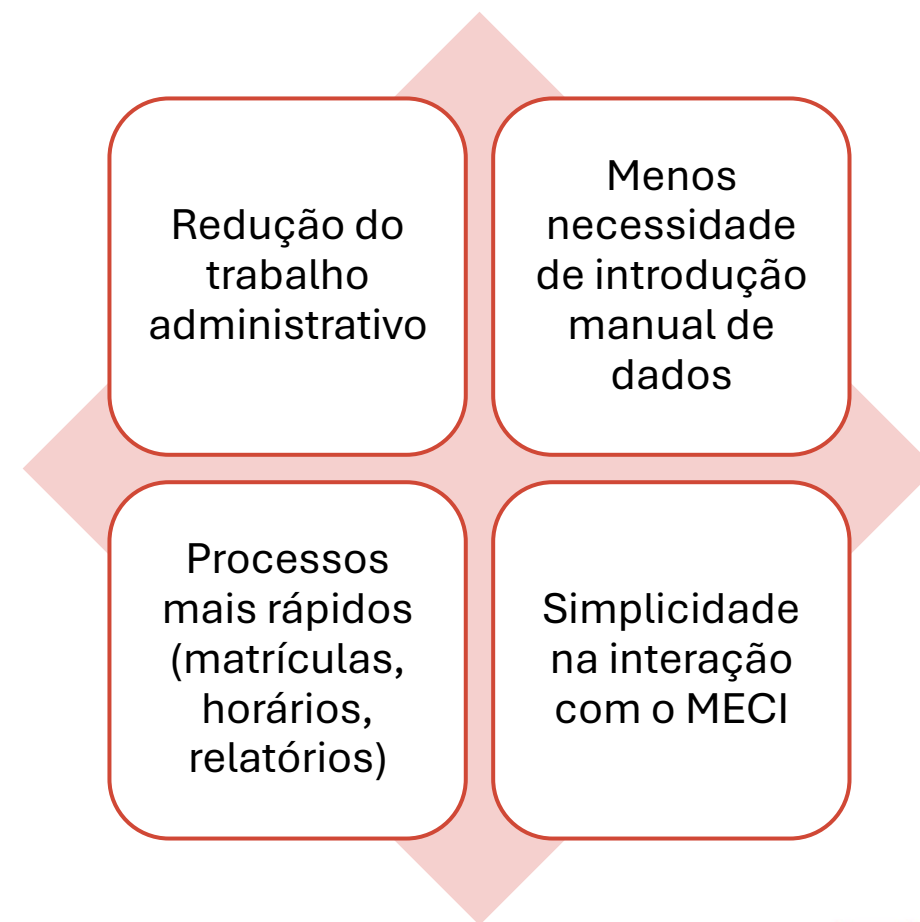 Redução do
trabalho
administrativo
Menos
necessidade
de introdução
manual de
dados
Processos
mais rápidos
(matrículas,
horários,
relatórios)
Simplicidade
na interação
com o MECI